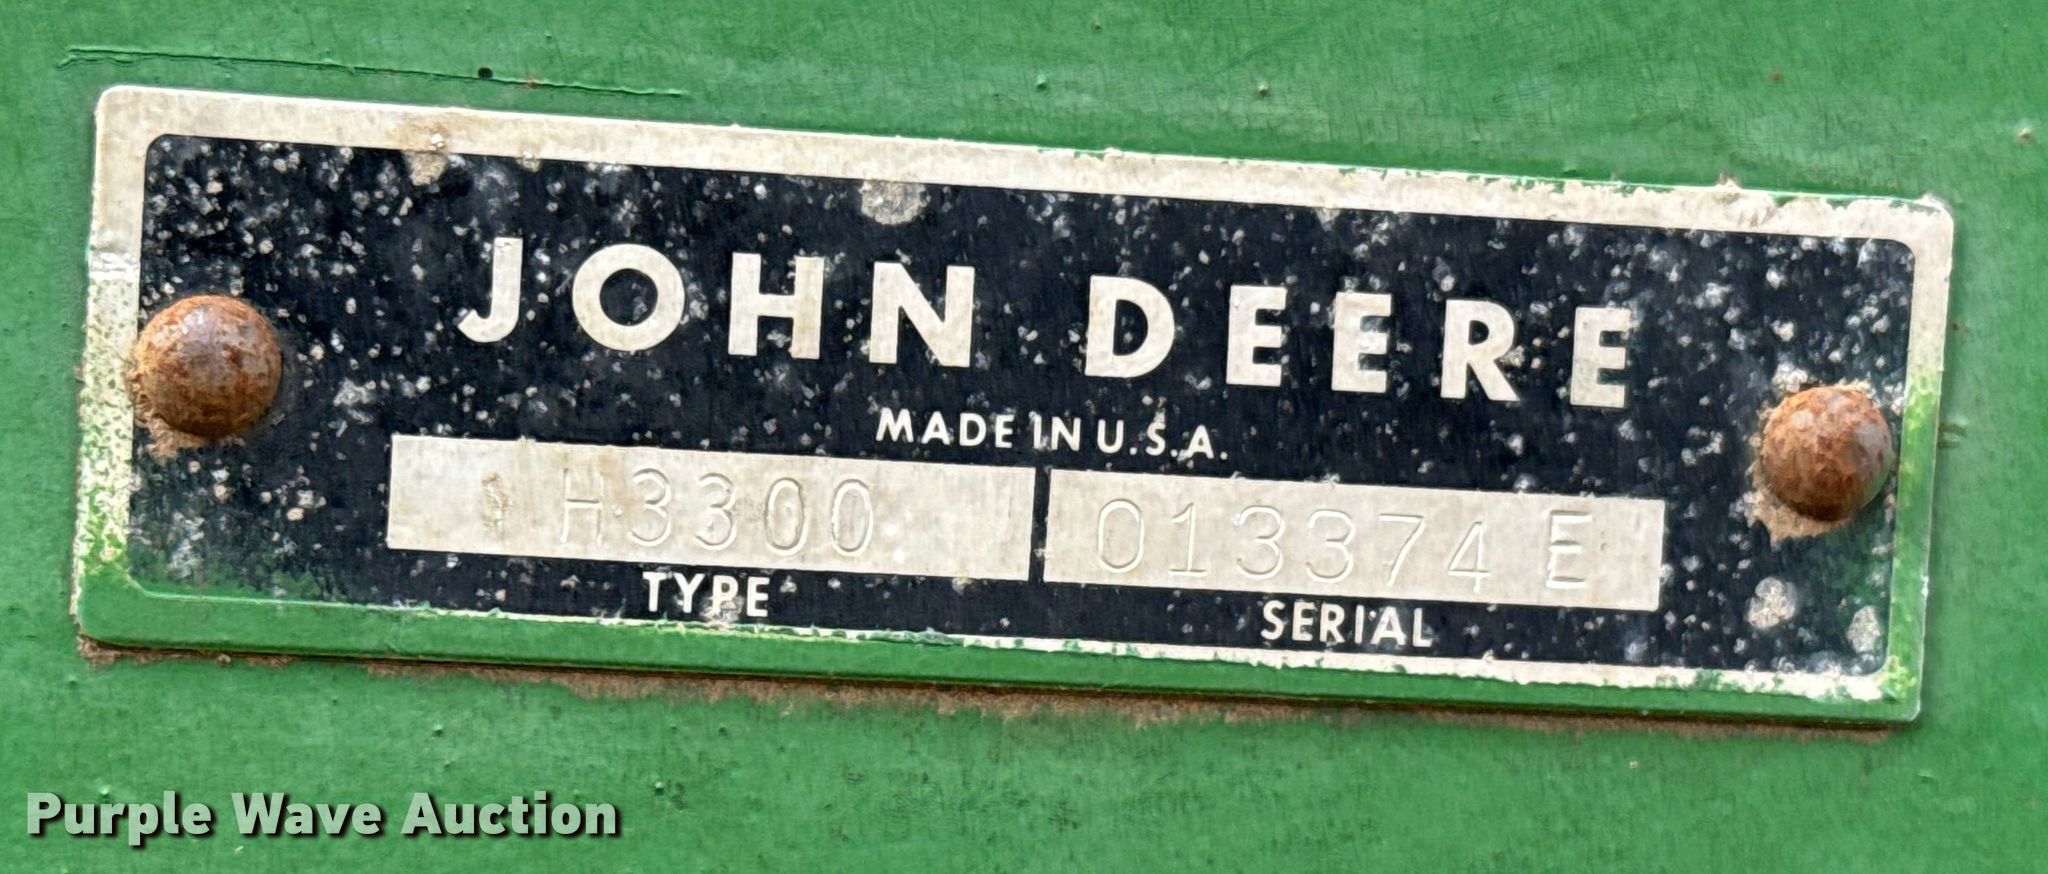 JOHN DEERE
MADE IN U.S.A.
H3300 013374 E
TYPE SERIAL
Purple Wave Auction